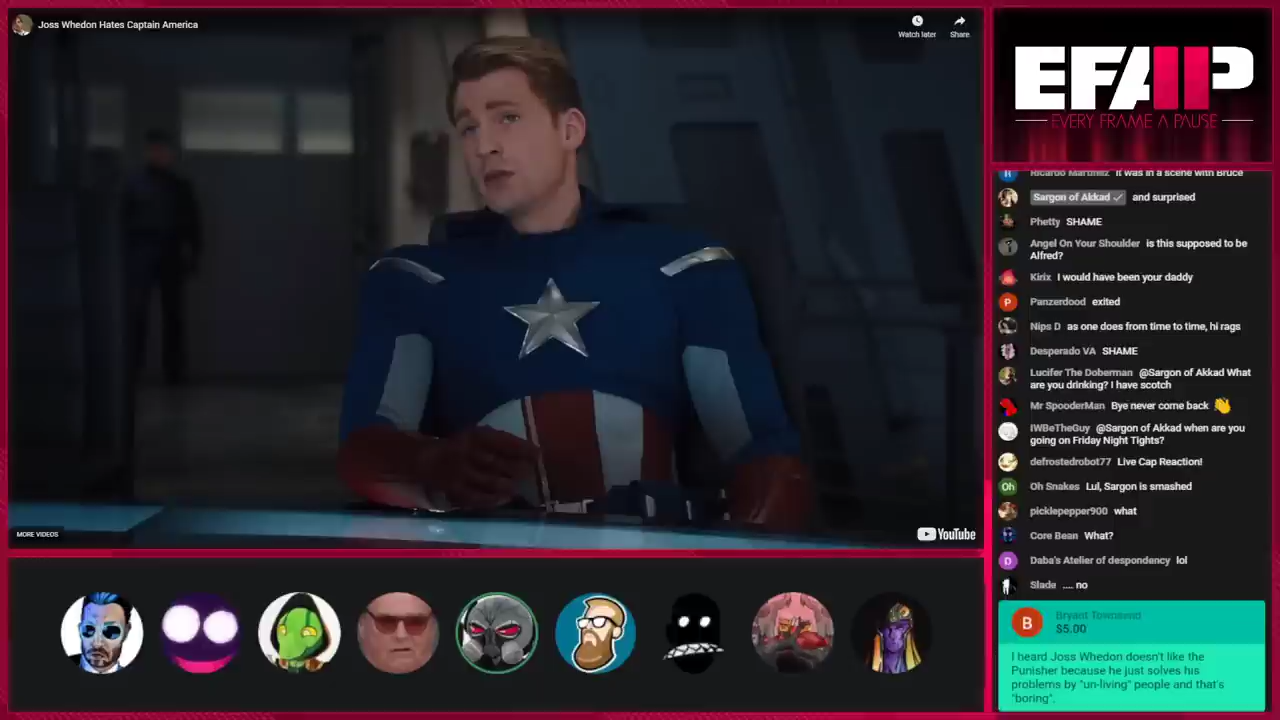 Joss Whedon Hates Captain America
Watch later
Share
MORE VIDEOS
YouTube
EFAP
EVERY FRAME A PAUSE
R
Ricardo Martinez It was in a scene with Bruce
Sargon of Akkad ✓ and surprised
Phetty SHAME
Angel On Your Shoulder is this supposed to be
Alfred?
Kirix I would have been your daddy
P
Panzerdood exited
Nips D as one does from time to time, hi rags
Desperado VA SHAME
Lucifer The Doberman @Sargon of Akkad What
are you drinking? I have scotch
Mr SpooderMan Bye never come back 👋
IWBeTheGuy @Sargon of Akkad when are you
going on Friday Night Tights?
defrostedrobot77 Live Cap Reaction!
Oh
Oh Snakes Lul, Sargon is smashed
picklepepper900 what
Core Bean What?
D
Daba's Atelier of despondency lol
Slade .... no
B
Bryant Townsend
$5.00
I heard Joss Whedon doesn't like the
Punisher because he just solves his
problems by "un-living" people and that's
"boring".